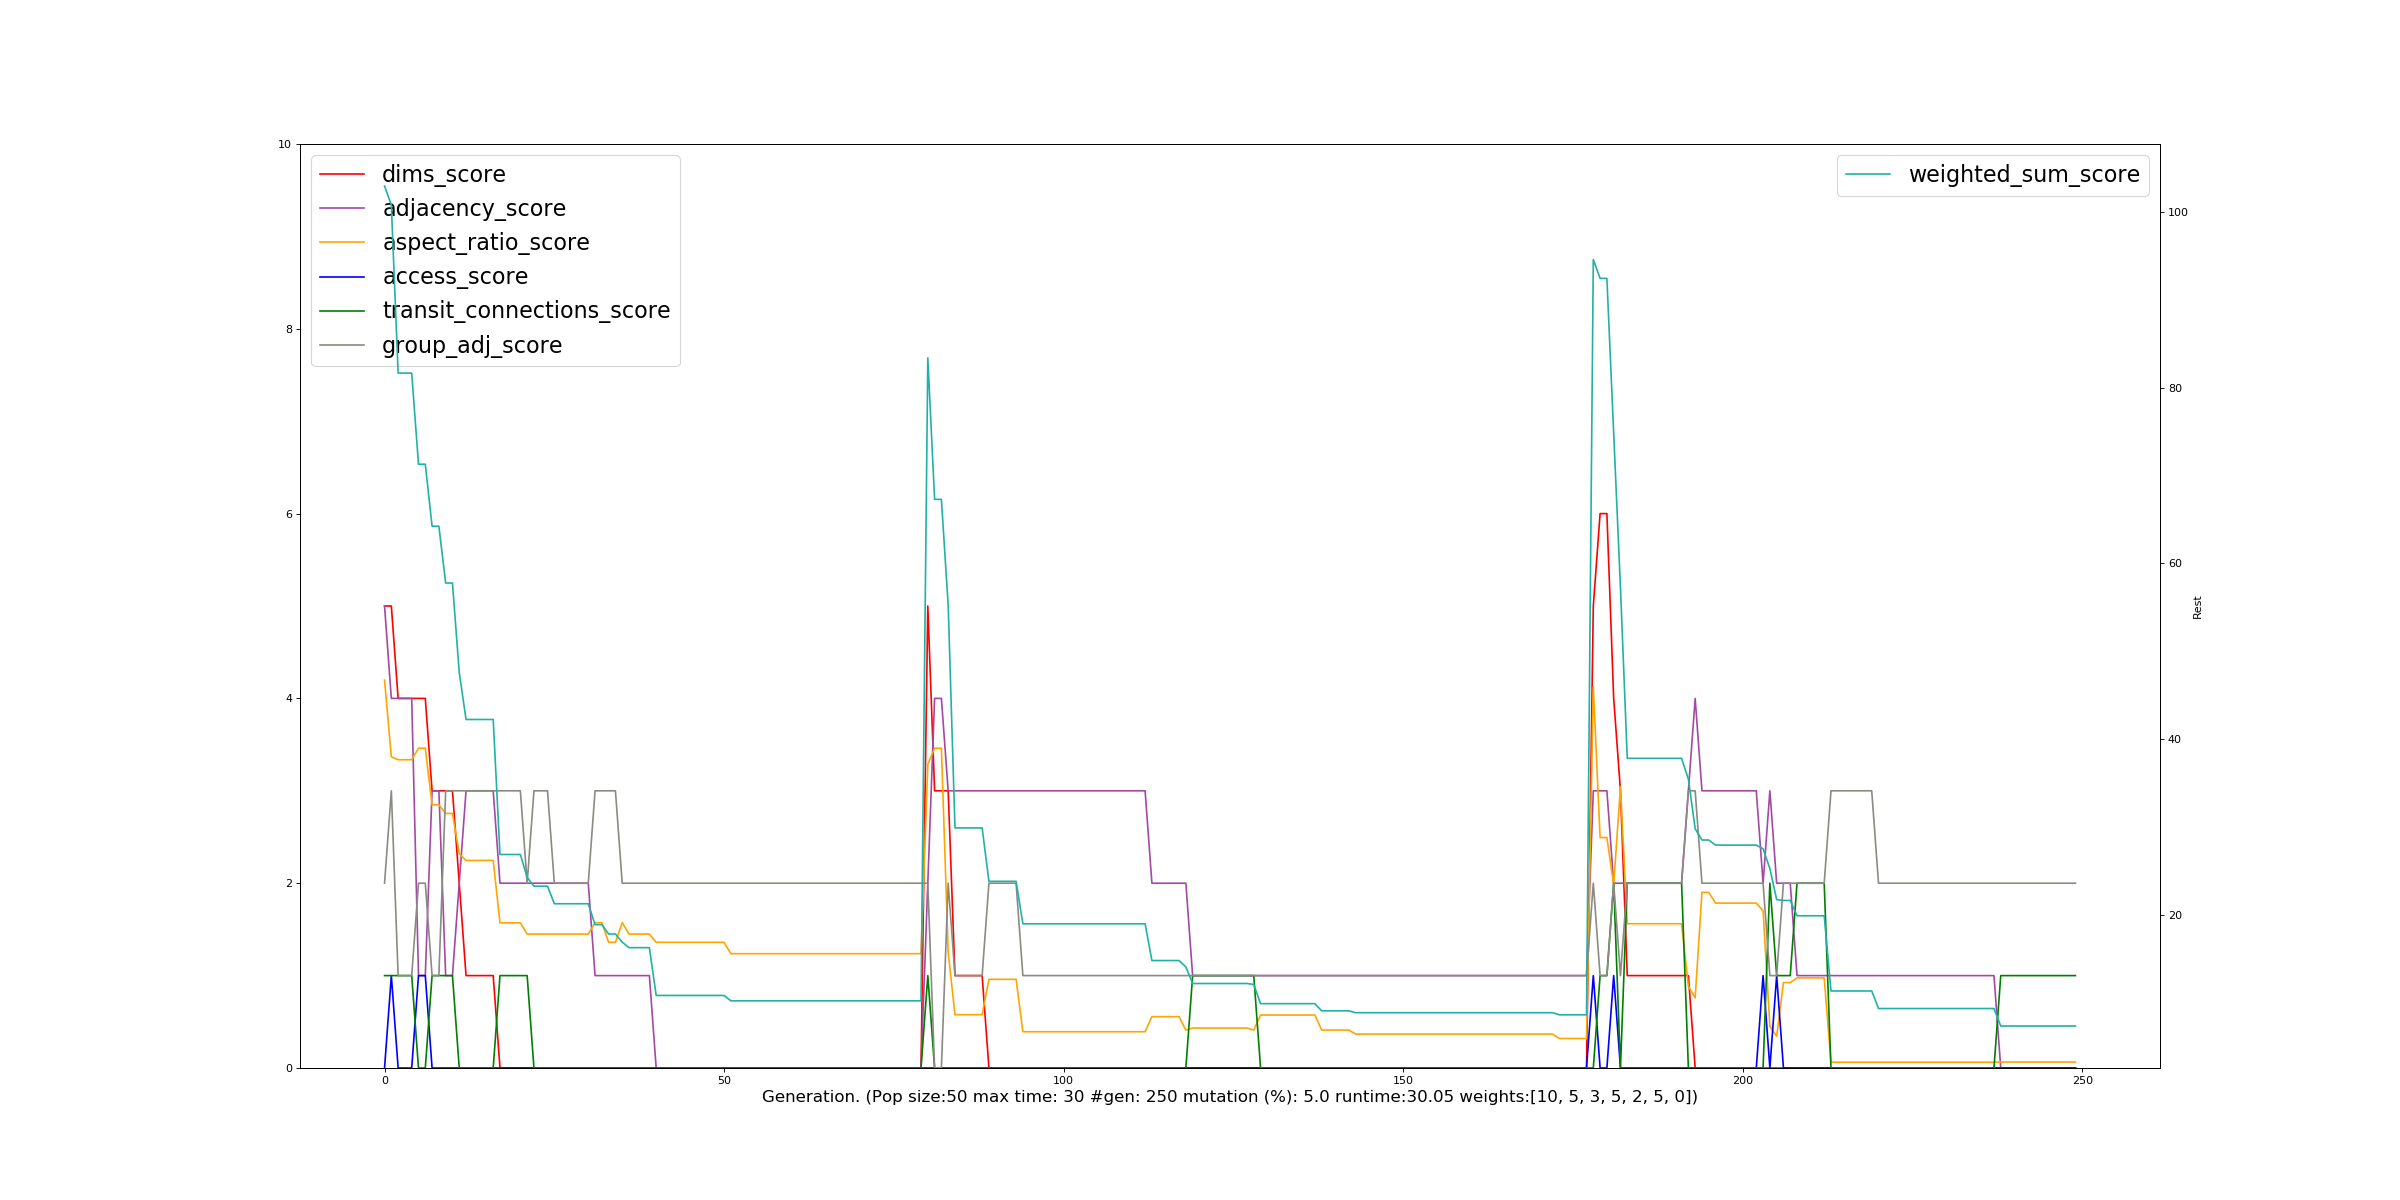 10
8
6
4
2
0
dims_score
adjacency_score
aspect_ratio_score
access_score
transit_connections_score
group_adj_score
weighted_sum_score
100
80
60
40
20
Rest
0 50 100 150 200 250
Generation. (Pop size:50 max time: 30 #gen: 250 mutation (%): 5.0 runtime:30.05 weights:[10, 5, 3, 5, 2, 5, 0])